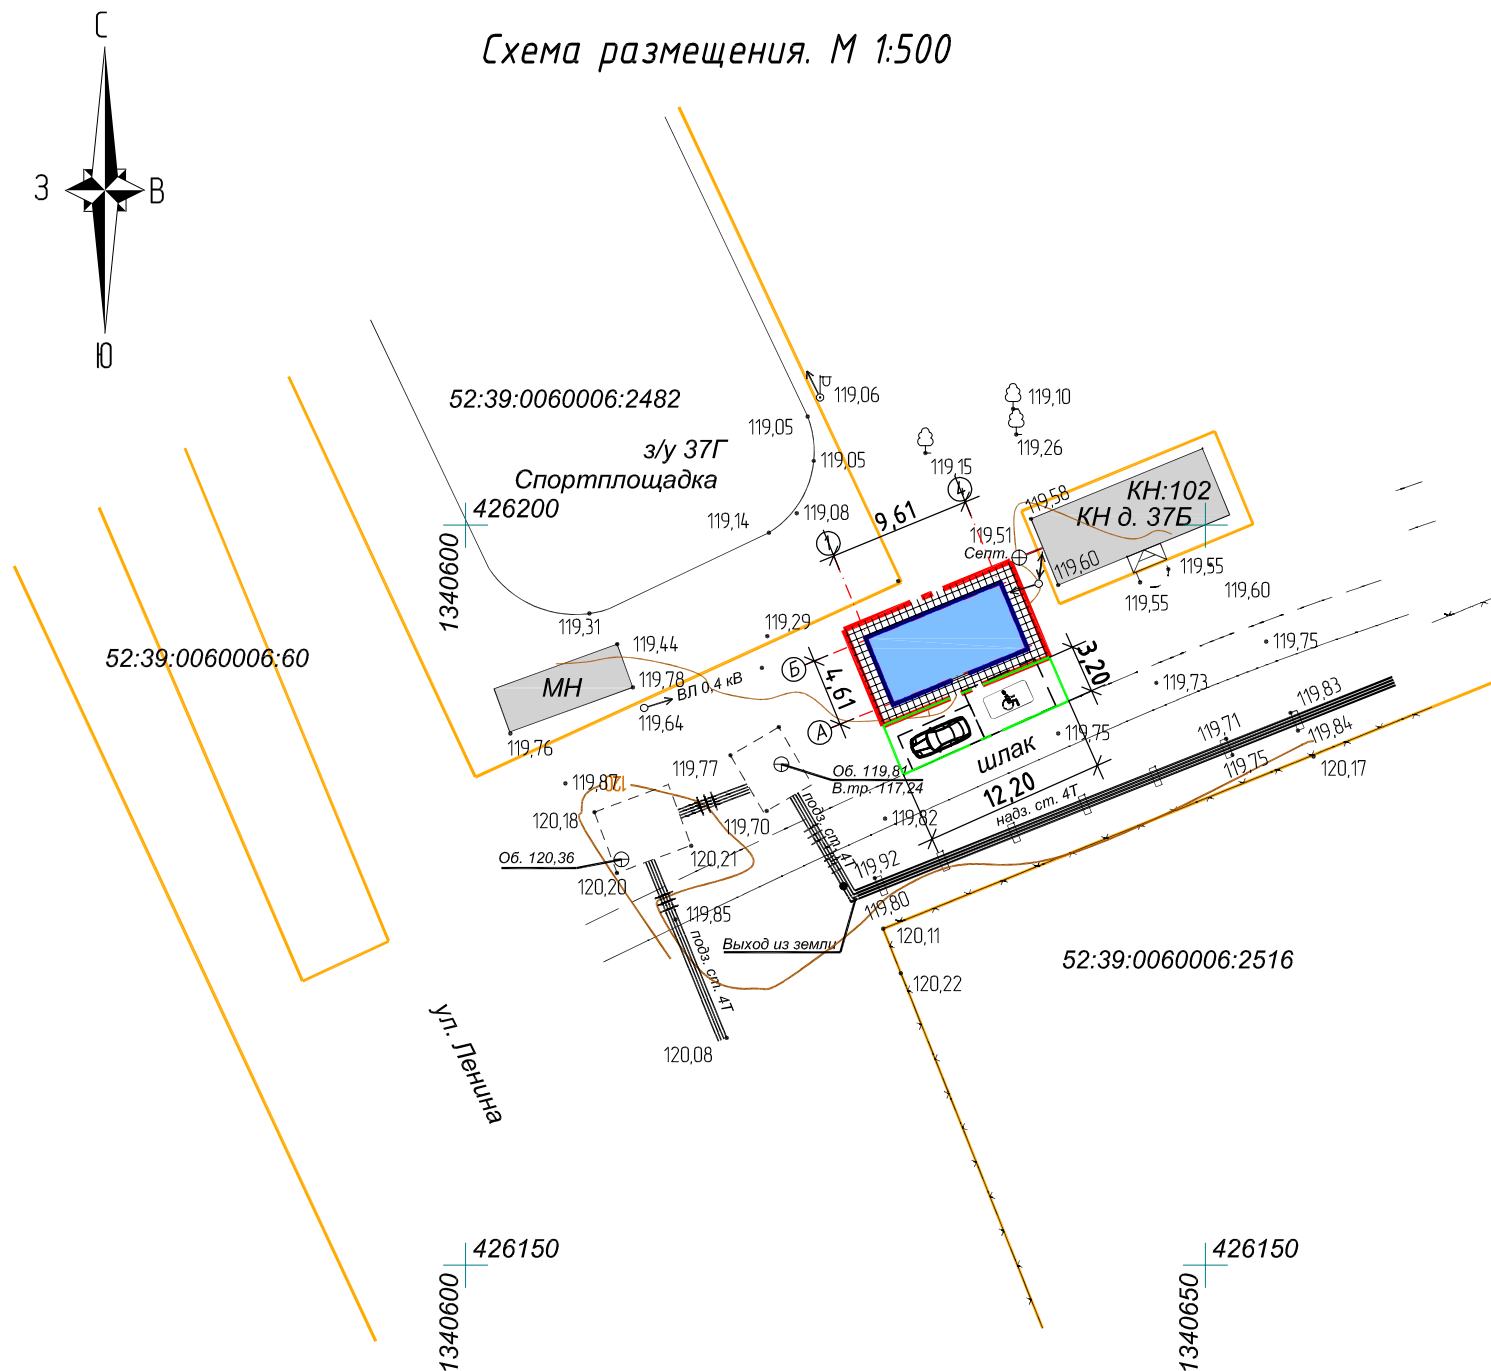 С
Схема размещения. М 1:500
З
В
Ю
52:39:0060006:2482
119,06
119,10
119,05
119,26
з/у 37Г
Спортплощадка
119,05
119,15
4
КН:102
КН д. 37Б
119,58
426200
1340600
119,14
119,08
9,61
1
119,51
Септ.
119,60
119,55
119,55
119,60
119,31
119,29
119,44
52:39:0060006:60
МН
119,78
ВЛ 0,4 кВ
119,64
119,76
Б
4,61
А
3,20
119,75
119,73
119,83
119,84
119,71
119,75
120,17
119,75
шлак
12,20
надз. ст. 4Т
119,77
Об. 119,81
В.тр. 117,24
119,87
120
120,18
119,70
подз. ст. 4Т
119,82
Об. 120,36
120,21
119,92
120,20
119,80
119,85
подз. ст. 4Т
Выход из земли
120,11
52:39:0060006:2516
120,22
120,08
ул. Ленина
426150
1340600
426150
1340650